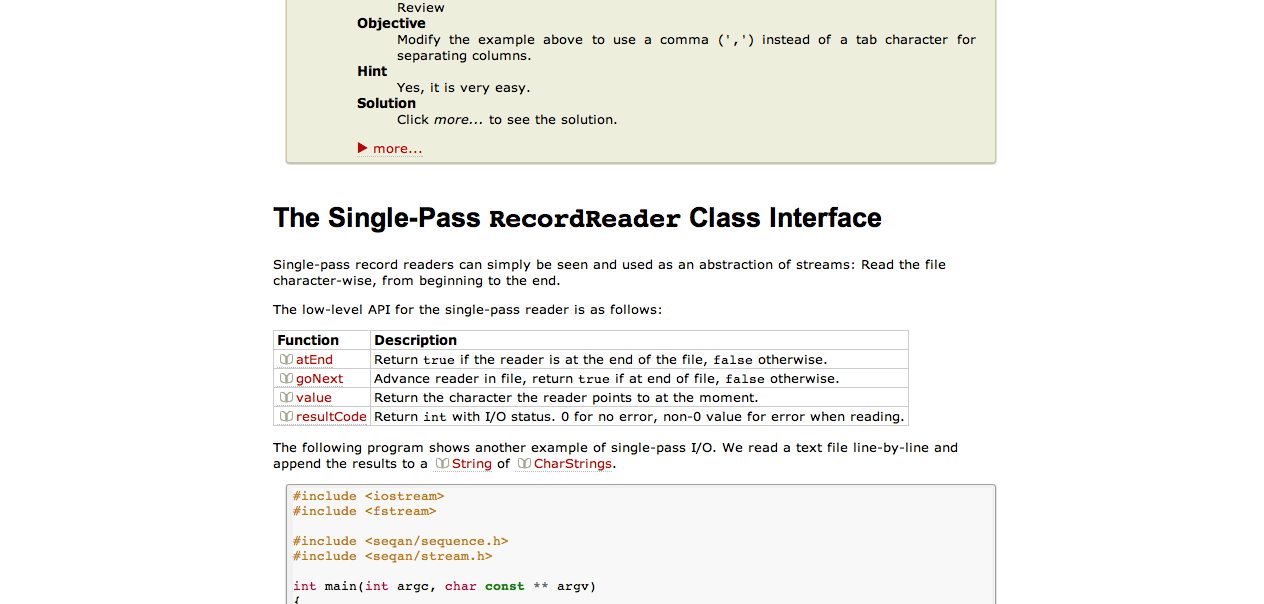 Review
Objective
Modify the example above to use a comma (',') instead of a tab character for
separating columns.
Hint
Yes, it is very easy.
Solution
Click more... to see the solution.
▶ more...
The Single-Pass RecordReader Class Interface
Single-pass record readers can simply be seen and used as an abstraction of streams: Read the file
character-wise, from beginning to the end.
The low-level API for the single-pass reader is as follows:
Function Description
atEnd Return true if the reader is at the end of the file, false otherwise.
goNext Advance reader in file, return true if at end of file, false otherwise.
value Return the character the reader points to at the moment.
resultCode Return int with I/O status. 0 for no error, non-0 value for error when reading.
The following program shows another example of single-pass I/O. We read a text file line-by-line and
append the results to a String of CharStrings.
#include <iostream>
#include <fstream>
#include <seqan/sequence.h>
#include <seqan/stream.h>
int main(int argc, char const ** argv)
{